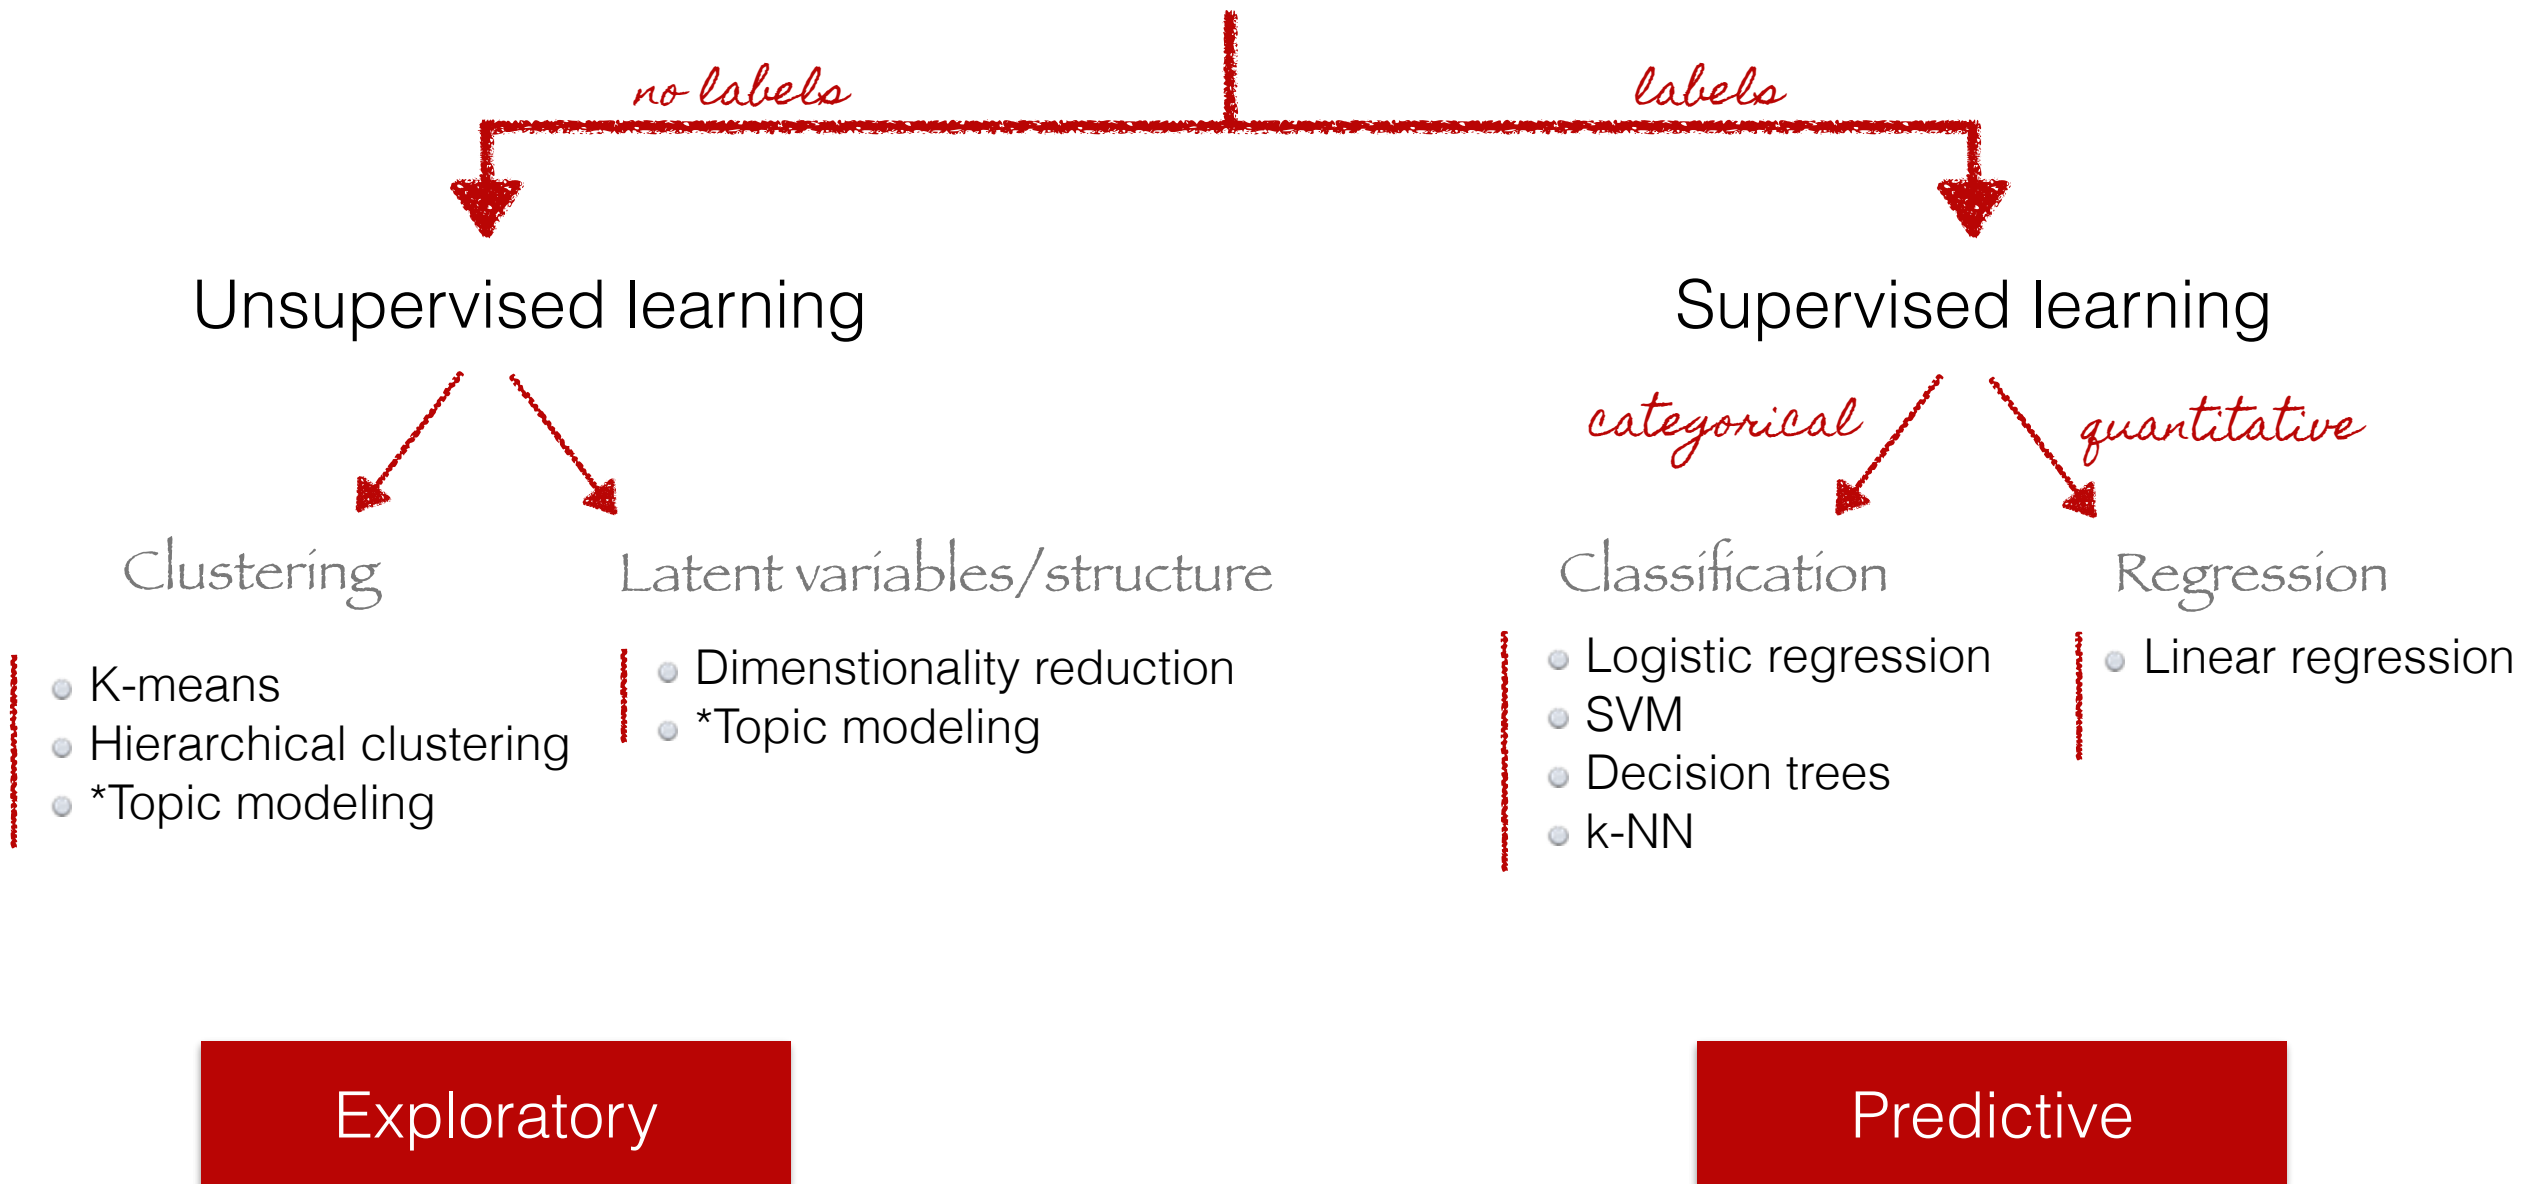 no labels
labels
Unsupervised learning
Supervised learning
categorical
quantitative
Clustering
Latent variables/structure
Classification
Regression
K-means
Hierarchical clustering
*Topic modeling
Dimenstionality reduction
*Topic modeling
Logistic regression
SVM
Decision trees
k-NN
Linear regression
Exploratory
Predictive